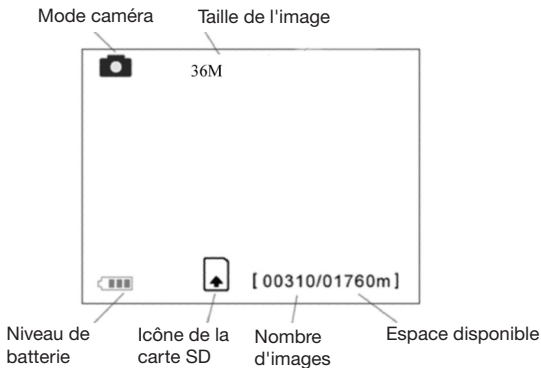 Mode caméra
Taille de l'image
36M
[00310/01760m]
Niveau de
batterie
Icône de la
carte SD
Nombre
d'images
Espace disponible